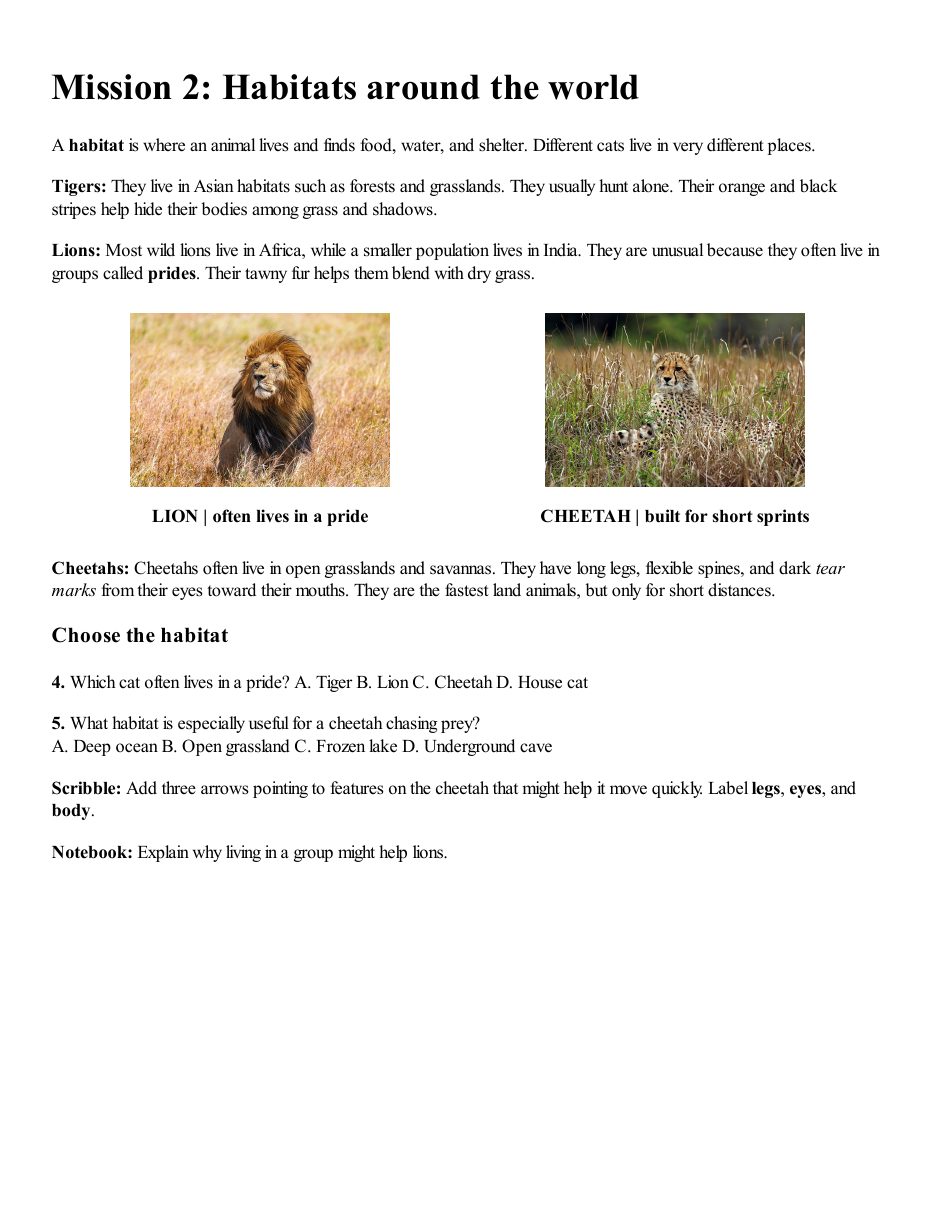 Mission 2: Habitats around the world
A habitat is where an animal lives and finds food, water, and shelter. Different cats live in very different places.
Tigers: They live in Asian habitats such as forests and grasslands. They usually hunt alone. Their orange and black
stripes help hide their bodies among grass and shadows.
Lions: Most wild lions live in Africa, while a smaller population lives in India. They are unusual because they often live in
groups called prides. Their tawny fur helps them blend with dry grass.
LION | often lives in a pride
CHEETAH | built for short sprints
Cheetahs: Cheetahs often live in open grasslands and savannas. They have long legs, flexible spines, and dark tear
marks from their eyes toward their mouths. They are the fastest land animals, but only for short distances.
Choose the habitat
4. Which cat often lives in a pride? A. Tiger B. Lion C. Cheetah D. House cat
5. What habitat is especially useful for a cheetah chasing prey?
A. Deep ocean B. Open grassland C. Frozen lake D. Underground cave
Scribble: Add three arrows pointing to features on the cheetah that might help it move quickly. Label legs, eyes, and
body.
Notebook: Explain why living in a group might help lions.